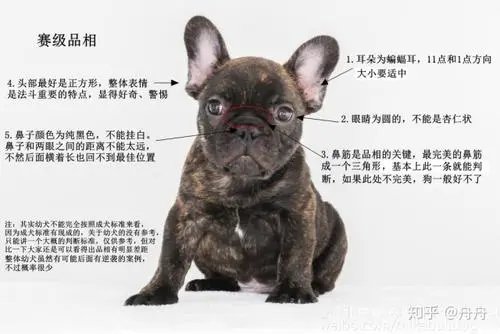 赛级品相
1.耳朵为蝙蝠耳，11点和1点方向
大小要适中
4.头部最好是正方形，整体表情
是法斗重要的特点，显得好奇、警惕
2.眼睛为圆的，不能是杏仁状
5.鼻子颜色为纯黑色，不能挂白。
鼻子和两眼之间的距离不能太远，
不然后面横着长也回不到最佳位置
3.鼻筋是品相的关键，最完美的鼻筋
成一个三角形，基本上此一条就能判
断，如果此处不完美，狗一般好不了
注：其实幼犬不能完全按照成犬标准来看，
因为成犬标准有现成的，关于幼犬的没有参考，
只能讲一个大概的判断标准，仅供参考，但对
比一下大家还是可以看得出品相有明显差距
整体幼犬虽然有可能后面有逆袭的案例，
不过概率很少
知乎 @舟舟